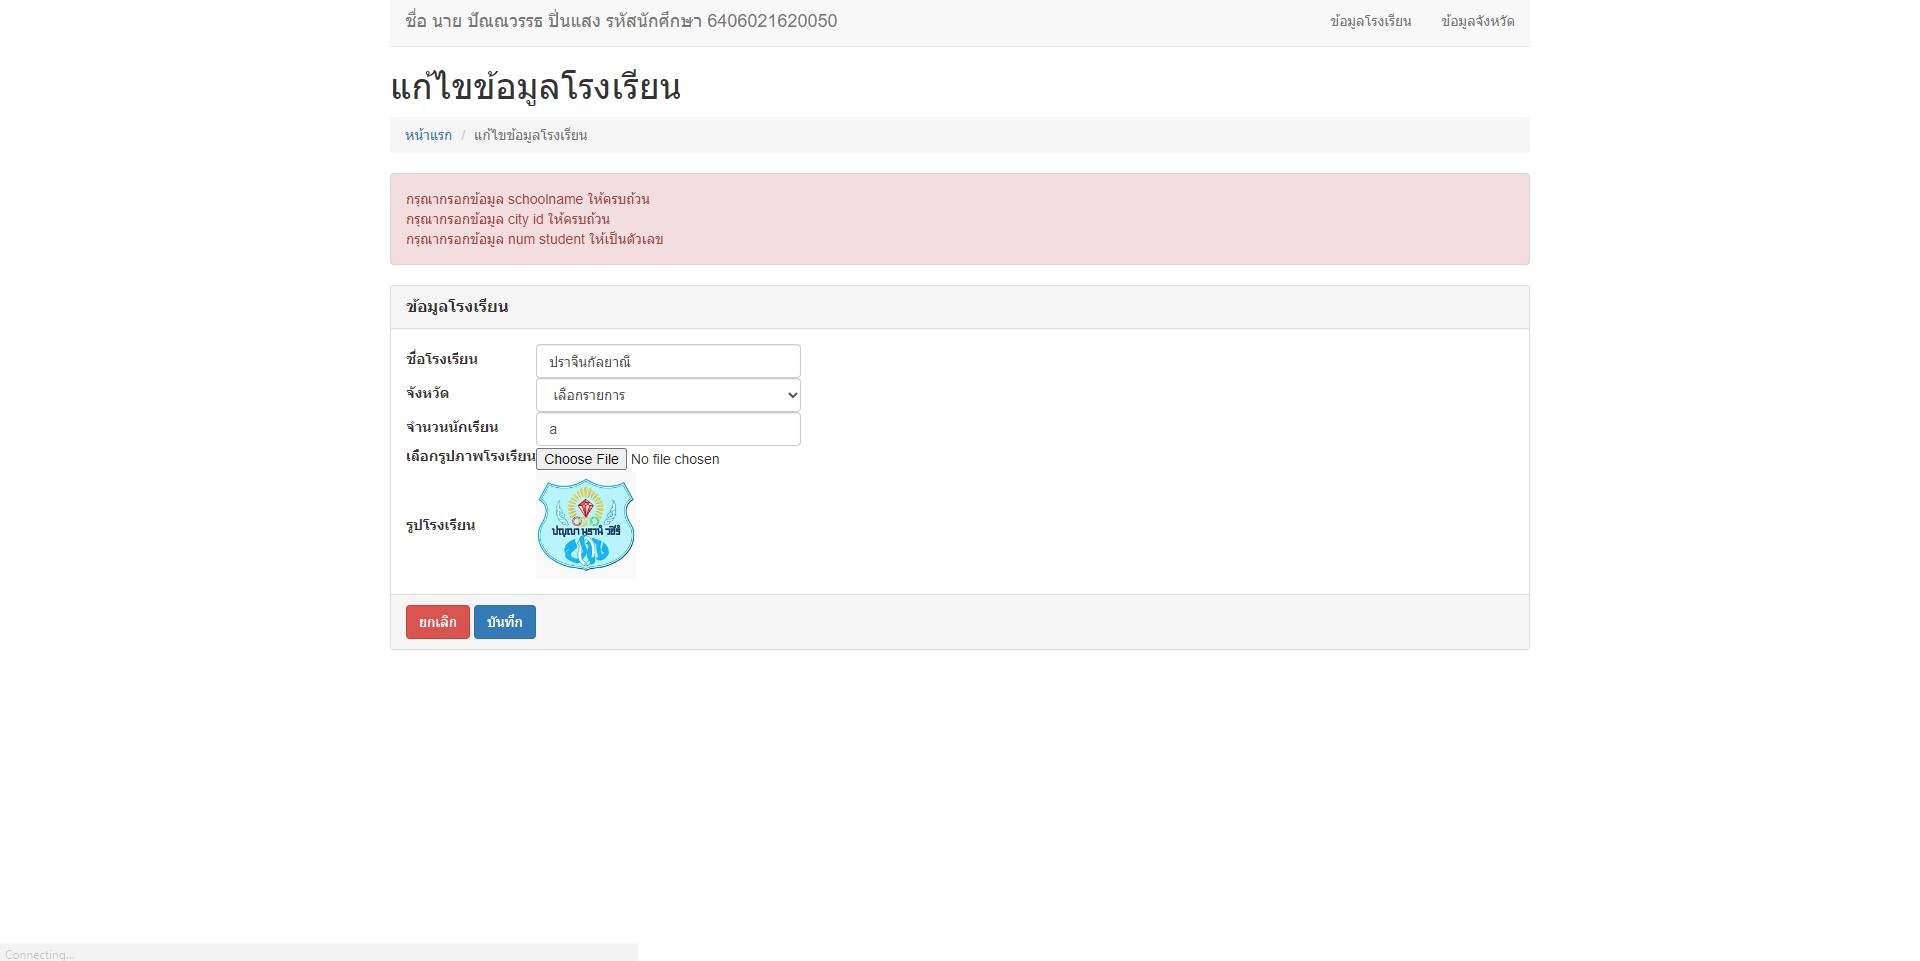 ชื่อ นาย ปัณณวรรธ ปิ่นแสง รหัสนักศึกษา 6406021620050
ข้อมูลโรงเรียน ข้อมูลจังหวัด
แก้ไขข้อมูลโรงเรียน
หน้าแรก / แก้ไขข้อมูลโรงเรียน
กรุณากรอกข้อมูล schoolname ให้ครบถ้วน
กรุณากรอกข้อมูล city id ให้ครบถ้วน
กรุณากรอกข้อมูล num student ให้เป็นตัวเลข
ข้อมูลโรงเรียน
ชื่อโรงเรียน ปราจีนกัลยาณี
จังหวัด เลือกรายการ
จำนวนนักเรียน a
เลือกรูปภาพโรงเรียน Choose File No file chosen
รูปโรงเรียน
ยกเลิก บันทึก
Connecting...